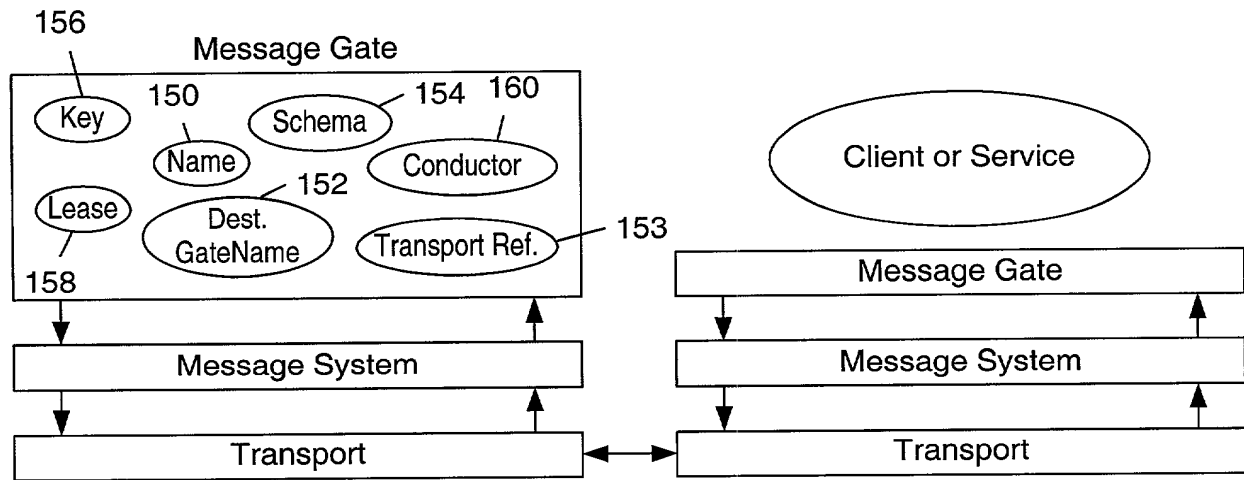 156
Message Gate
150
154
160
Key
Schema
Name
Conductor
Client or Service
152
Lease
Dest.
GateName
Transport Ref.
153
158
Message Gate
Message System
Message System
Transport
Transport